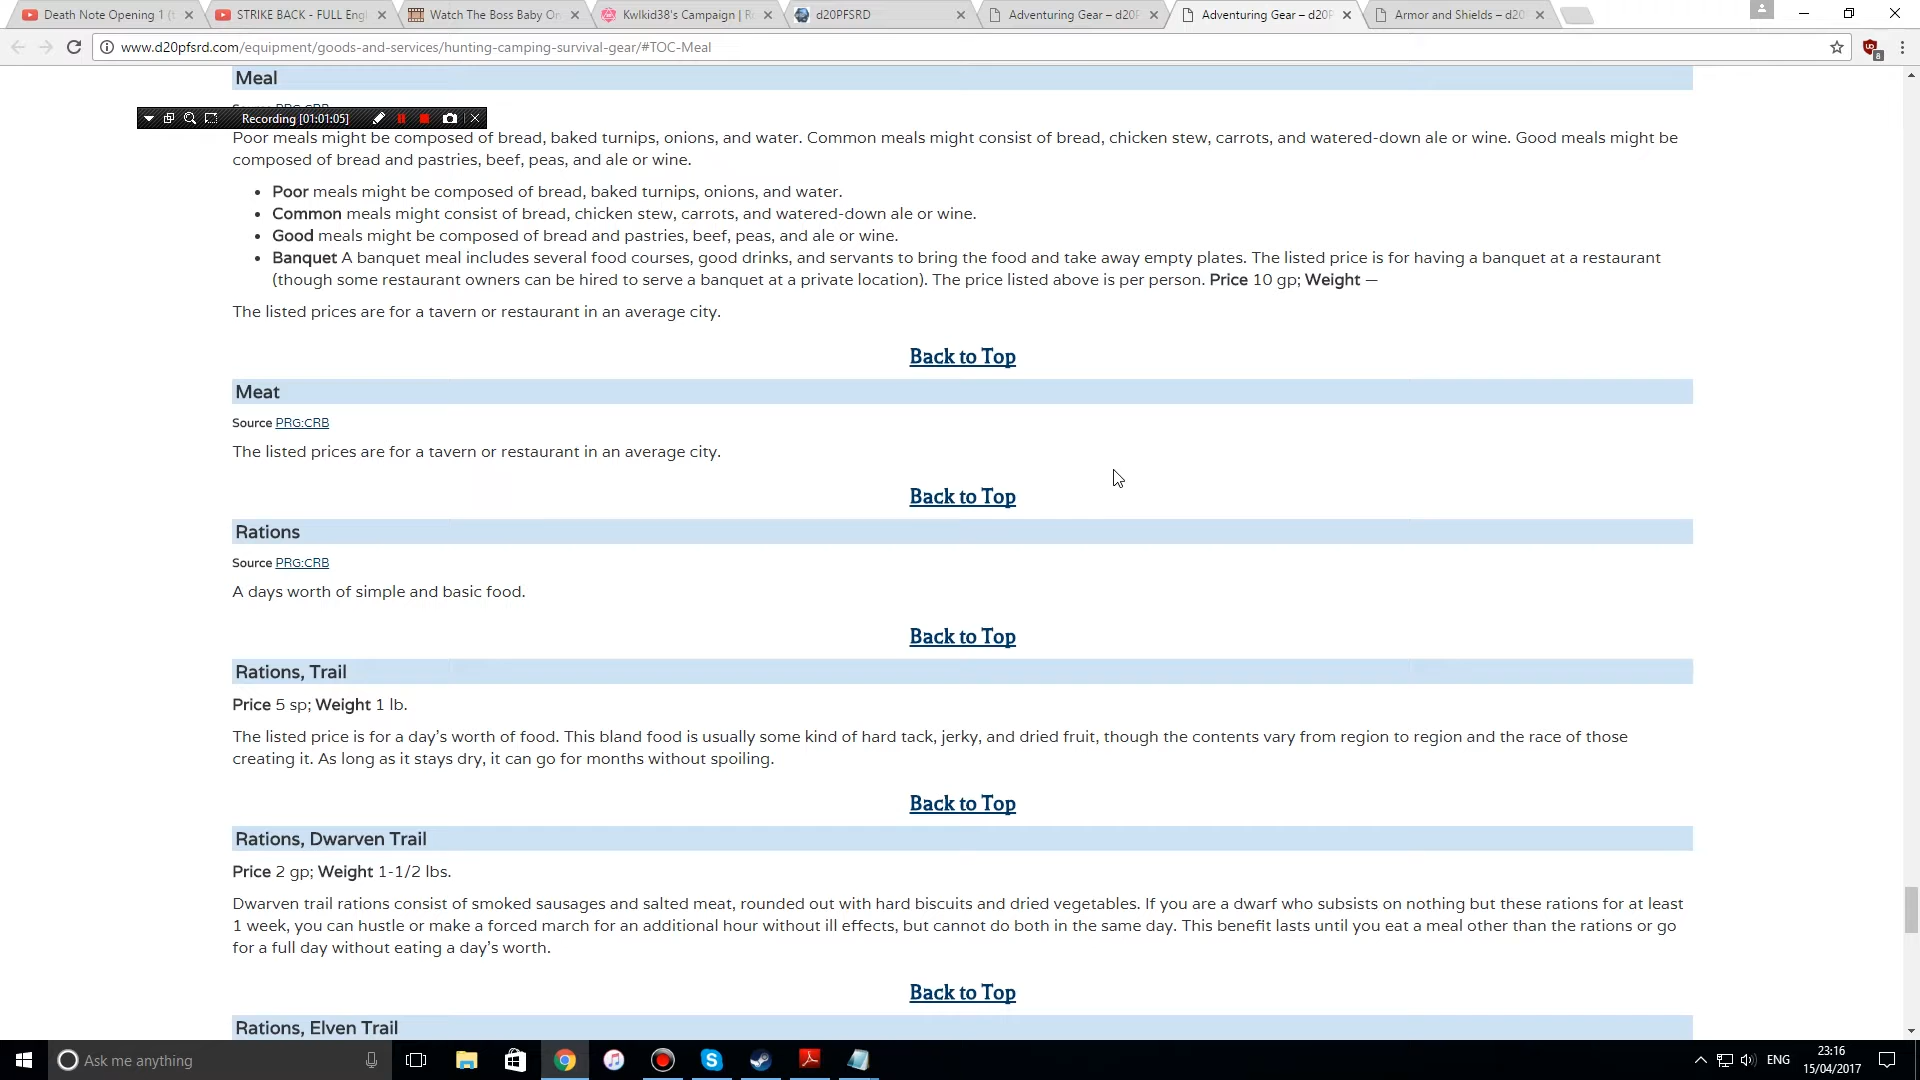 Death Note Opening 1 (
STRIKE BACK - FULL Engl
Watch The Boss Baby On
Kwlkid38's Campaign | R
d20PFSRD
Adventuring Gear – d20P
Adventuring Gear – d20P
Armor and Shields – d20
www.d20pfsrd.com/equipment/goods-and-services/hunting-camping-survival-gear/#TOC-Meal
8
Meal
Source PRG:CRB
Recording [01:01:05]
Poor meals might be composed of bread, baked turnips, onions, and water. Common meals might consist of bread, chicken stew, carrots, and watered-down ale or wine. Good meals might be
composed of bread and pastries, beef, peas, and ale or wine.
• Poor meals might be composed of bread, baked turnips, onions, and water.
• Common meals might consist of bread, chicken stew, carrots, and watered-down ale or wine.
• Good meals might be composed of bread and pastries, beef, peas, and ale or wine.
• Banquet A banquet meal includes several food courses, good drinks, and servants to bring the food and take away empty plates. The listed price is for having a banquet at a restaurant
(though some restaurant owners can be hired to serve a banquet at a private location). The price listed above is per person. Price 10 gp; Weight —
The listed prices are for a tavern or restaurant in an average city.
Back to Top
Meat
Source PRG:CRB
The listed prices are for a tavern or restaurant in an average city.
Back to Top
Rations
Source PRG:CRB
A days worth of simple and basic food.
Back to Top
Rations, Trail
Price 5 sp; Weight 1 lb.
The listed price is for a day's worth of food. This bland food is usually some kind of hard tack, jerky, and dried fruit, though the contents vary from region to region and the race of those
creating it. As long as it stays dry, it can go for months without spoiling.
Back to Top
Rations, Dwarven Trail
Price 2 gp; Weight 1-1/2 lbs.
Dwarven trail rations consist of smoked sausages and salted meat, rounded out with hard biscuits and dried vegetables. If you are a dwarf who subsists on nothing but these rations for at least
1 week, you can hustle or make a forced march for an additional hour without ill effects, but cannot do both in the same day. This benefit lasts until you eat a meal other than the rations or go
for a full day without eating a day's worth.
Back to Top
Rations, Elven Trail
Ask me anything
ENG
23:16
15/04/2017